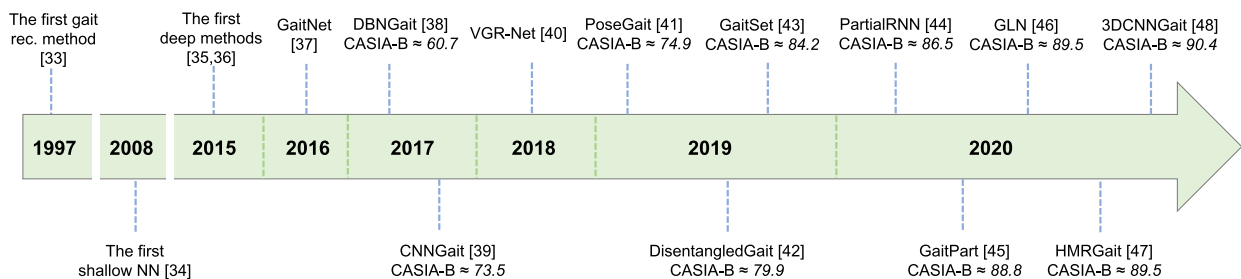 The first gait
rec. method
[33]
The first
deep methods
[35,36]
GaitNet
[37]
DBNGait [38]
CASIA-B ≈ 60.7
VGR-Net [40]
PoseGait [41]
CASIA-B ≈ 74.9
GaitSet [43]
CASIA-B ≈ 84.2
PartialRNN [44]
CASIA-B ≈ 86.5
GLN [46]
CASIA-B ≈ 89.5
3DCNNGait [48]
CASIA-B ≈ 90.4
1997
2008
2015
2016
2017
2018
2019
2020
The first
shallow NN [34]
CNNGait [39]
CASIA-B ≈ 73.5
DisentangledGait [42]
CASIA-B ≈ 79.9
GaitPart [45]
CASIA-B ≈ 88.8
HMRGait [47]
CASIA-B ≈ 89.5